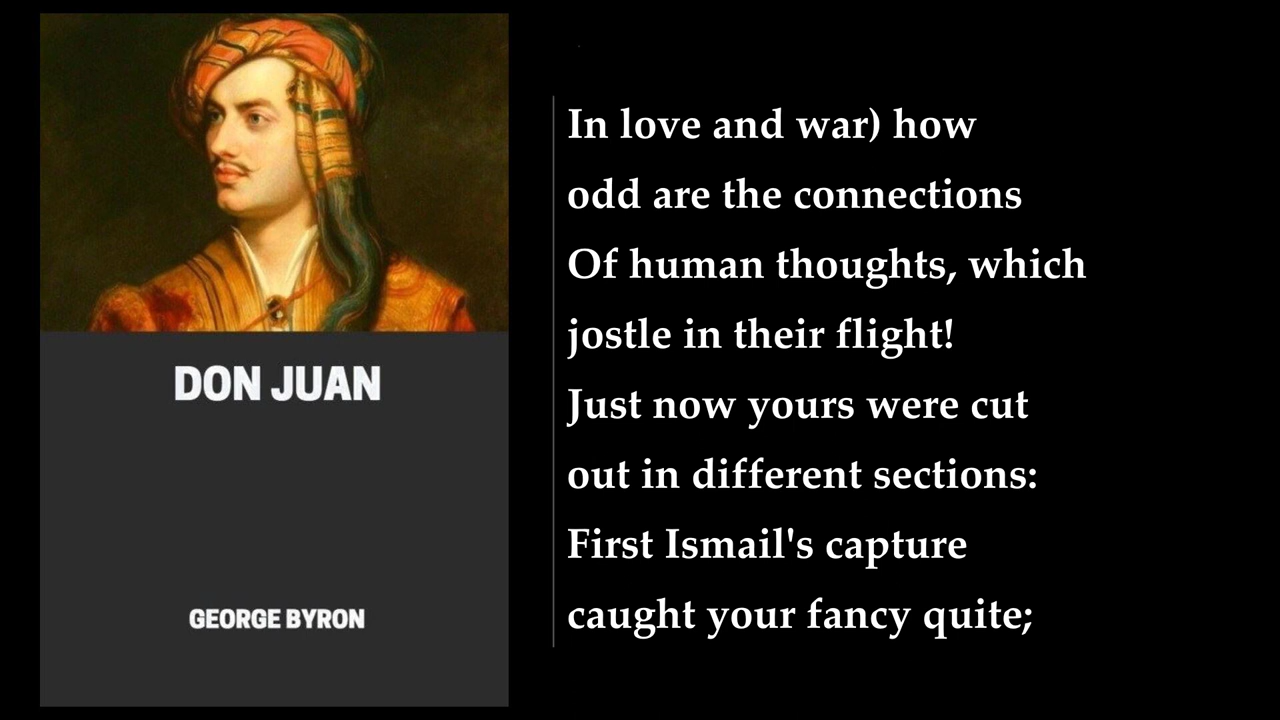 DON JUAN
GEORGE BYRON
In love and war) how
odd are the connections
Of human thoughts, which
jostle in their flight!
Just now yours were cut
out in different sections:
First Ismail's capture
caught your fancy quite;